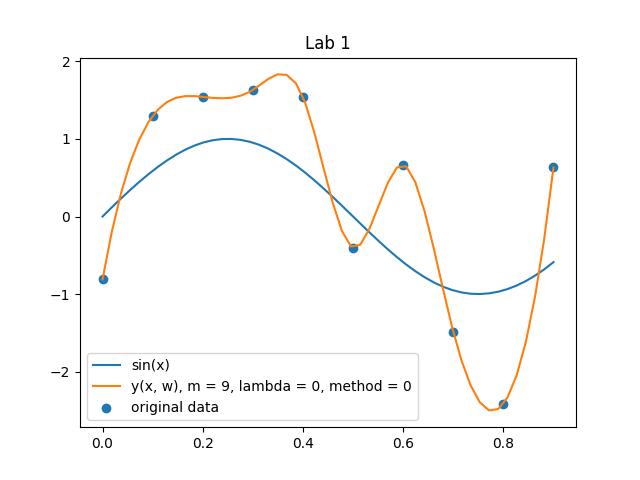 Lab 1
2
1
0
−1
−2
sin(x)
y(x, w), m = 9, lambda = 0, method = 0
original data
0.0 0.2 0.4 0.6 0.8